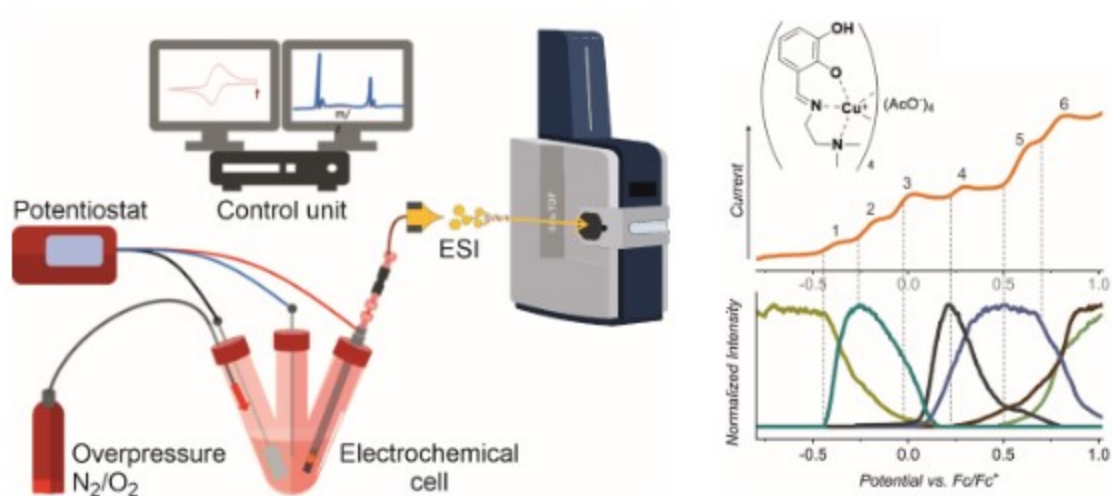 m/
Potentiostat
Control unit
ESI
Overpressure
N₂/O₂
Electrochemical
cell
OH
O
N
Cu⁺
(AcO⁻)₄
N
4
Current
1
2
3
4
5
6
-0.5
0.0
0.5
1.0
Normalized Intensity
-0.5
0.0
0.5
1.0
Potential vs. Fc/Fc⁺